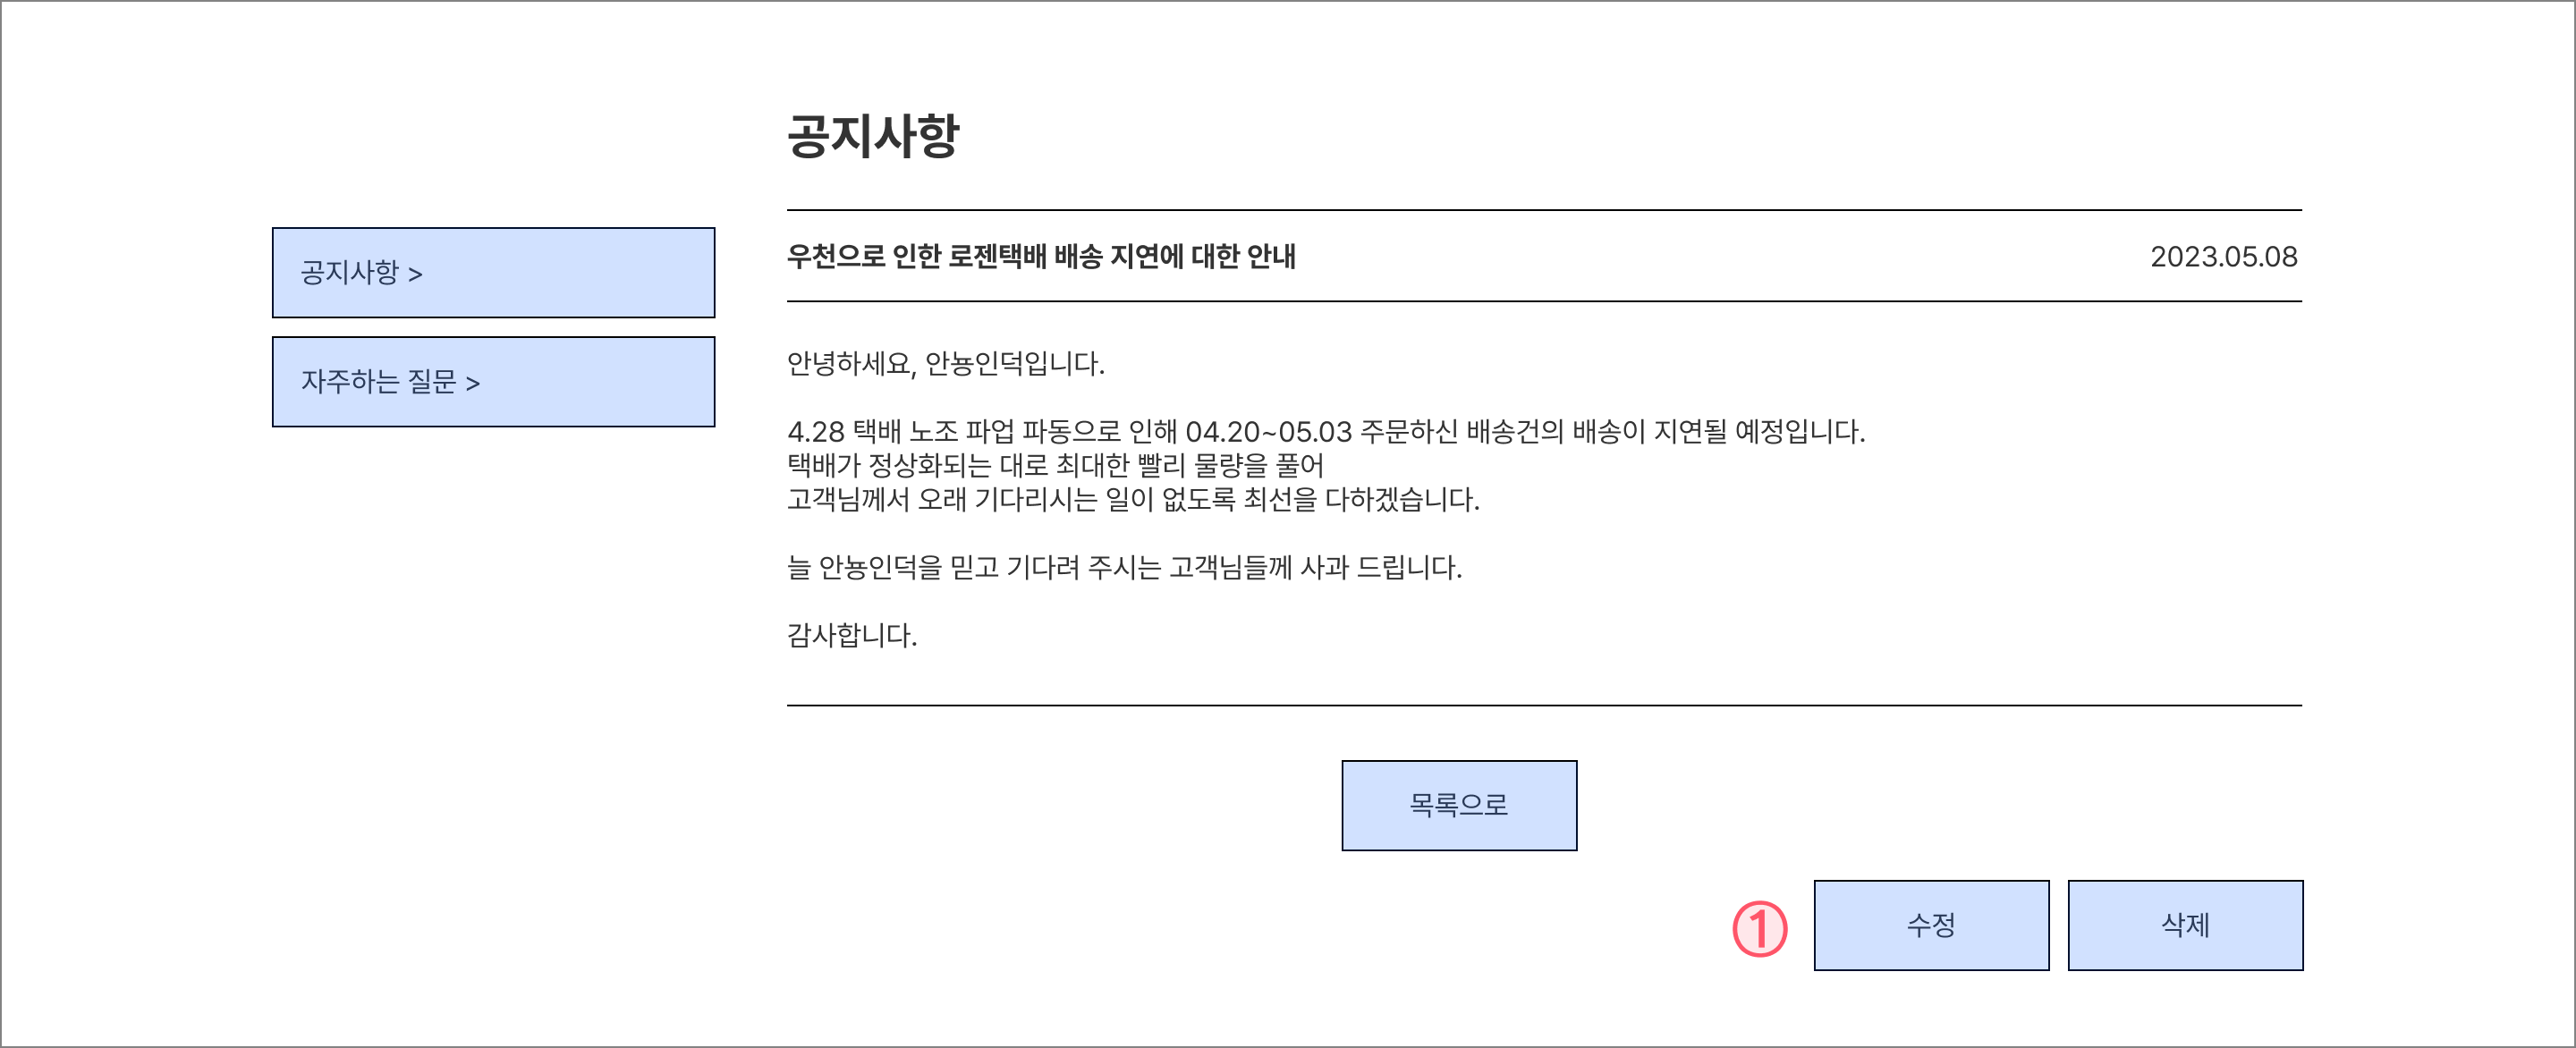 공지사항
공지사항 >
자주하는 질문 >
우천으로 인한 로젠택배 배송 지연에 대한 안내 2023.05.08
안녕하세요, 안뇽인덕입니다.
4.28 택배 노조 파업 파동으로 인해 04.20~05.03 주문하신 배송건의 배송이 지연될 예정입니다.
택배가 정상화되는 대로 최대한 빨리 물량을 풀어
고객님께서 오래 기다리시는 일이 없도록 최선을 다하겠습니다.
늘 안뇽인덕을 믿고 기다려 주시는 고객님들께 사과 드립니다.
감사합니다.
목록으로
① 수정 삭제